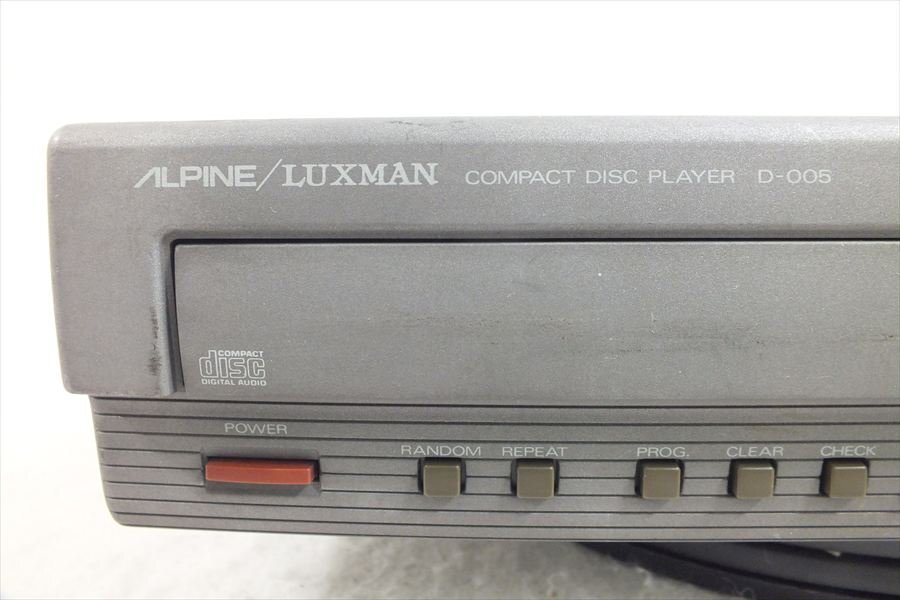 ALPINE/LUXMAN COMPACT DISC PLAYER D-005
COMPACT
disc
DIGITAL AUDIO
POWER
RANDOM REPEAT PROG. CLEAR CHECK